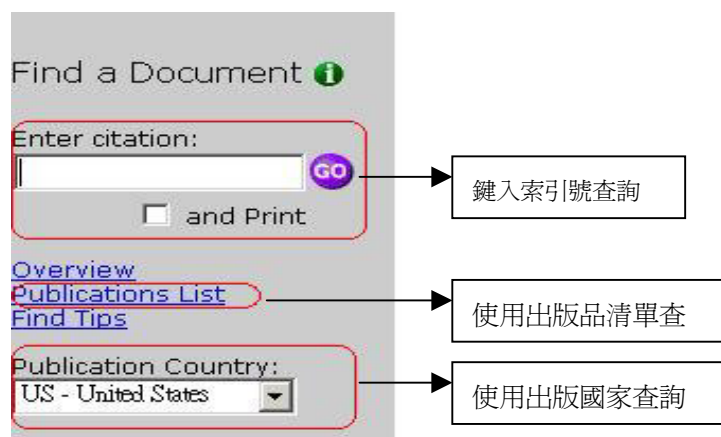 Find a Document i
Enter citation:
GO
鍵入索引號查詢
and Print
Overview
Publications List
使用出版品清單查
Find Tips
Publication Country:
US - United States
使用出版國家查詢